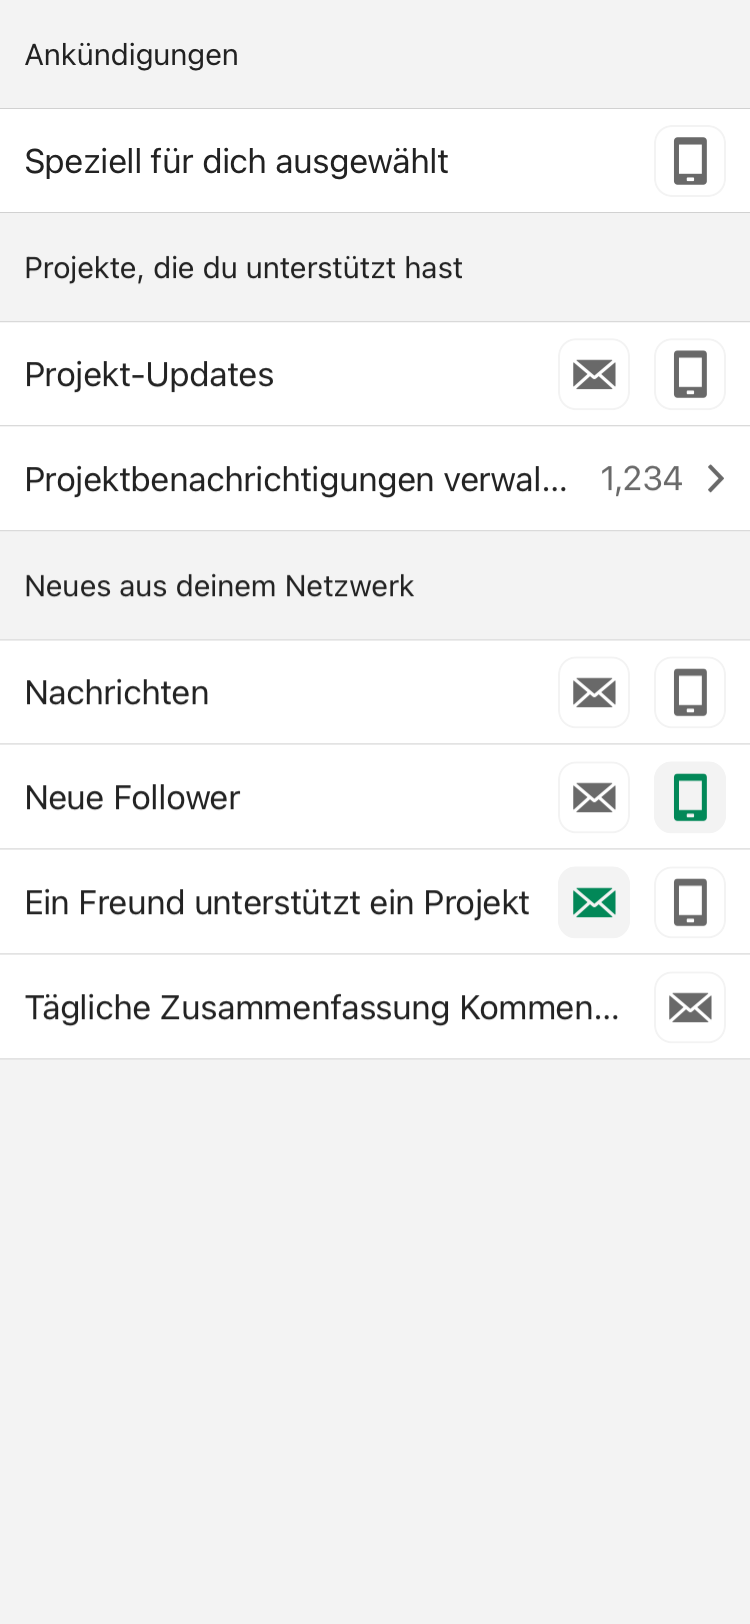 Ankündigungen
Speziell für dich ausgewählt
Projekte, die du unterstützt hast
Projekt-Updates
Projektbenachrichtigungen verwal... 1,234
Neues aus deinem Netzwerk
Nachrichten
Neue Follower
Ein Freund unterstützt ein Projekt
Tägliche Zusammenfassung Kommen...